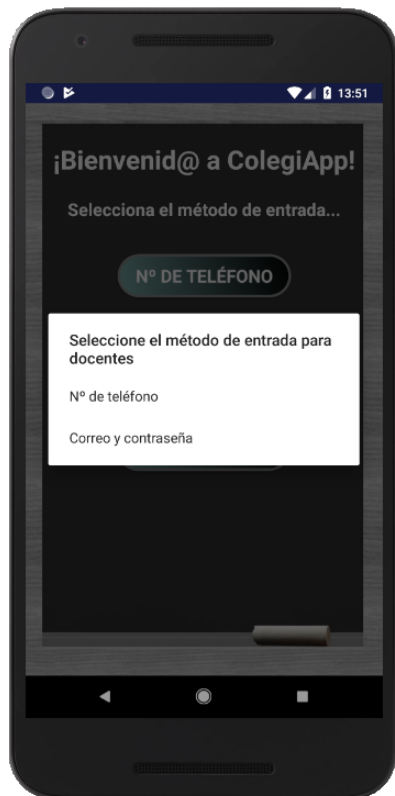 13:51
¡Bienvenid@ a ColegiApp!
Selecciona el método de entrada...
Nº DE TELÉFONO
Seleccione el método de entrada para
docentes
Nº de teléfono
Correo y contraseña